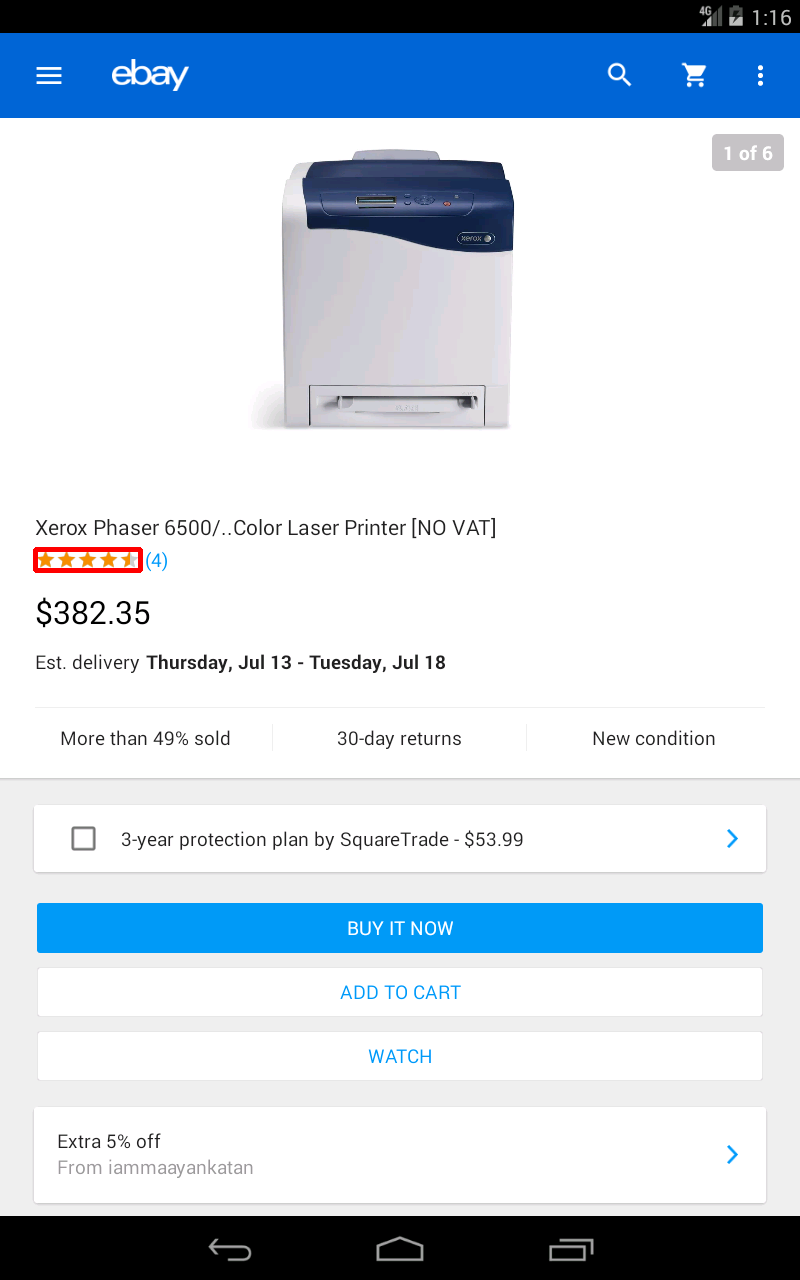 4G 1:16
ebay
1 of 6
xerox
Xerox Phaser 6500/..Color Laser Printer [NO VAT]
(4)
$382.35
Est. delivery Thursday, Jul 13 - Tuesday, Jul 18
More than 49% sold 30-day returns New condition
3-year protection plan by SquareTrade - $53.99
BUY IT NOW
ADD TO CART
WATCH
Extra 5% off
From iammaayankatan